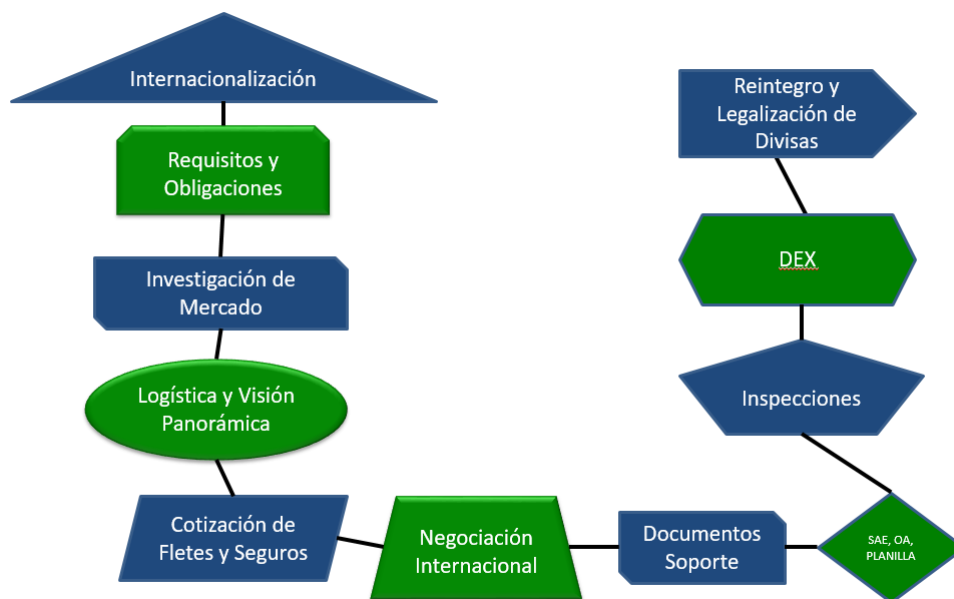 Internacionalización
Requisitos y
Obligaciones
Investigación de
Mercado
Logística y Visión
Panorámica
Cotización de
Fletes y Seguros
Negociación
Internacional
Documentos
Soporte
SAE, OA,
PLANILLA
Inspecciones
DEX
Reintegro y
Legalización de
Divisas